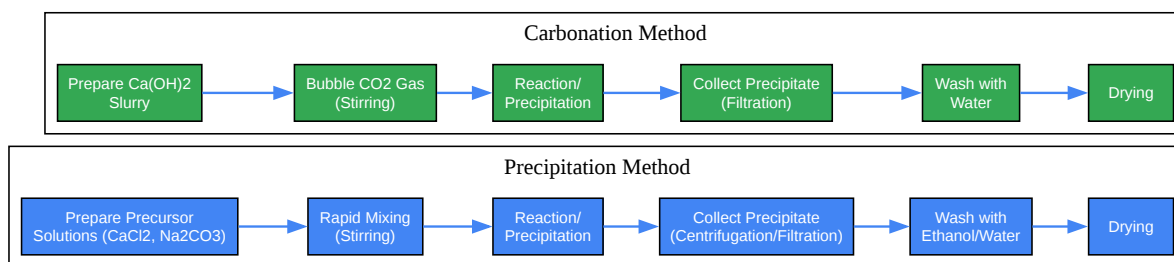 Carbonation Method
Prepare Ca(OH)2
Slurry
Bubble CO2 Gas
(Stirring)
Reaction/
Precipitation
Collect Precipitate
(Filtration)
Wash with
Water
Drying
Precipitation Method
Prepare Precursor
Solutions (CaCl2, Na2CO3)
Rapid Mixing
(Stirring)
Reaction/
Precipitation
Collect Precipitate
(Centrifugation/Filtration)
Wash with
Ethanol/Water
Drying